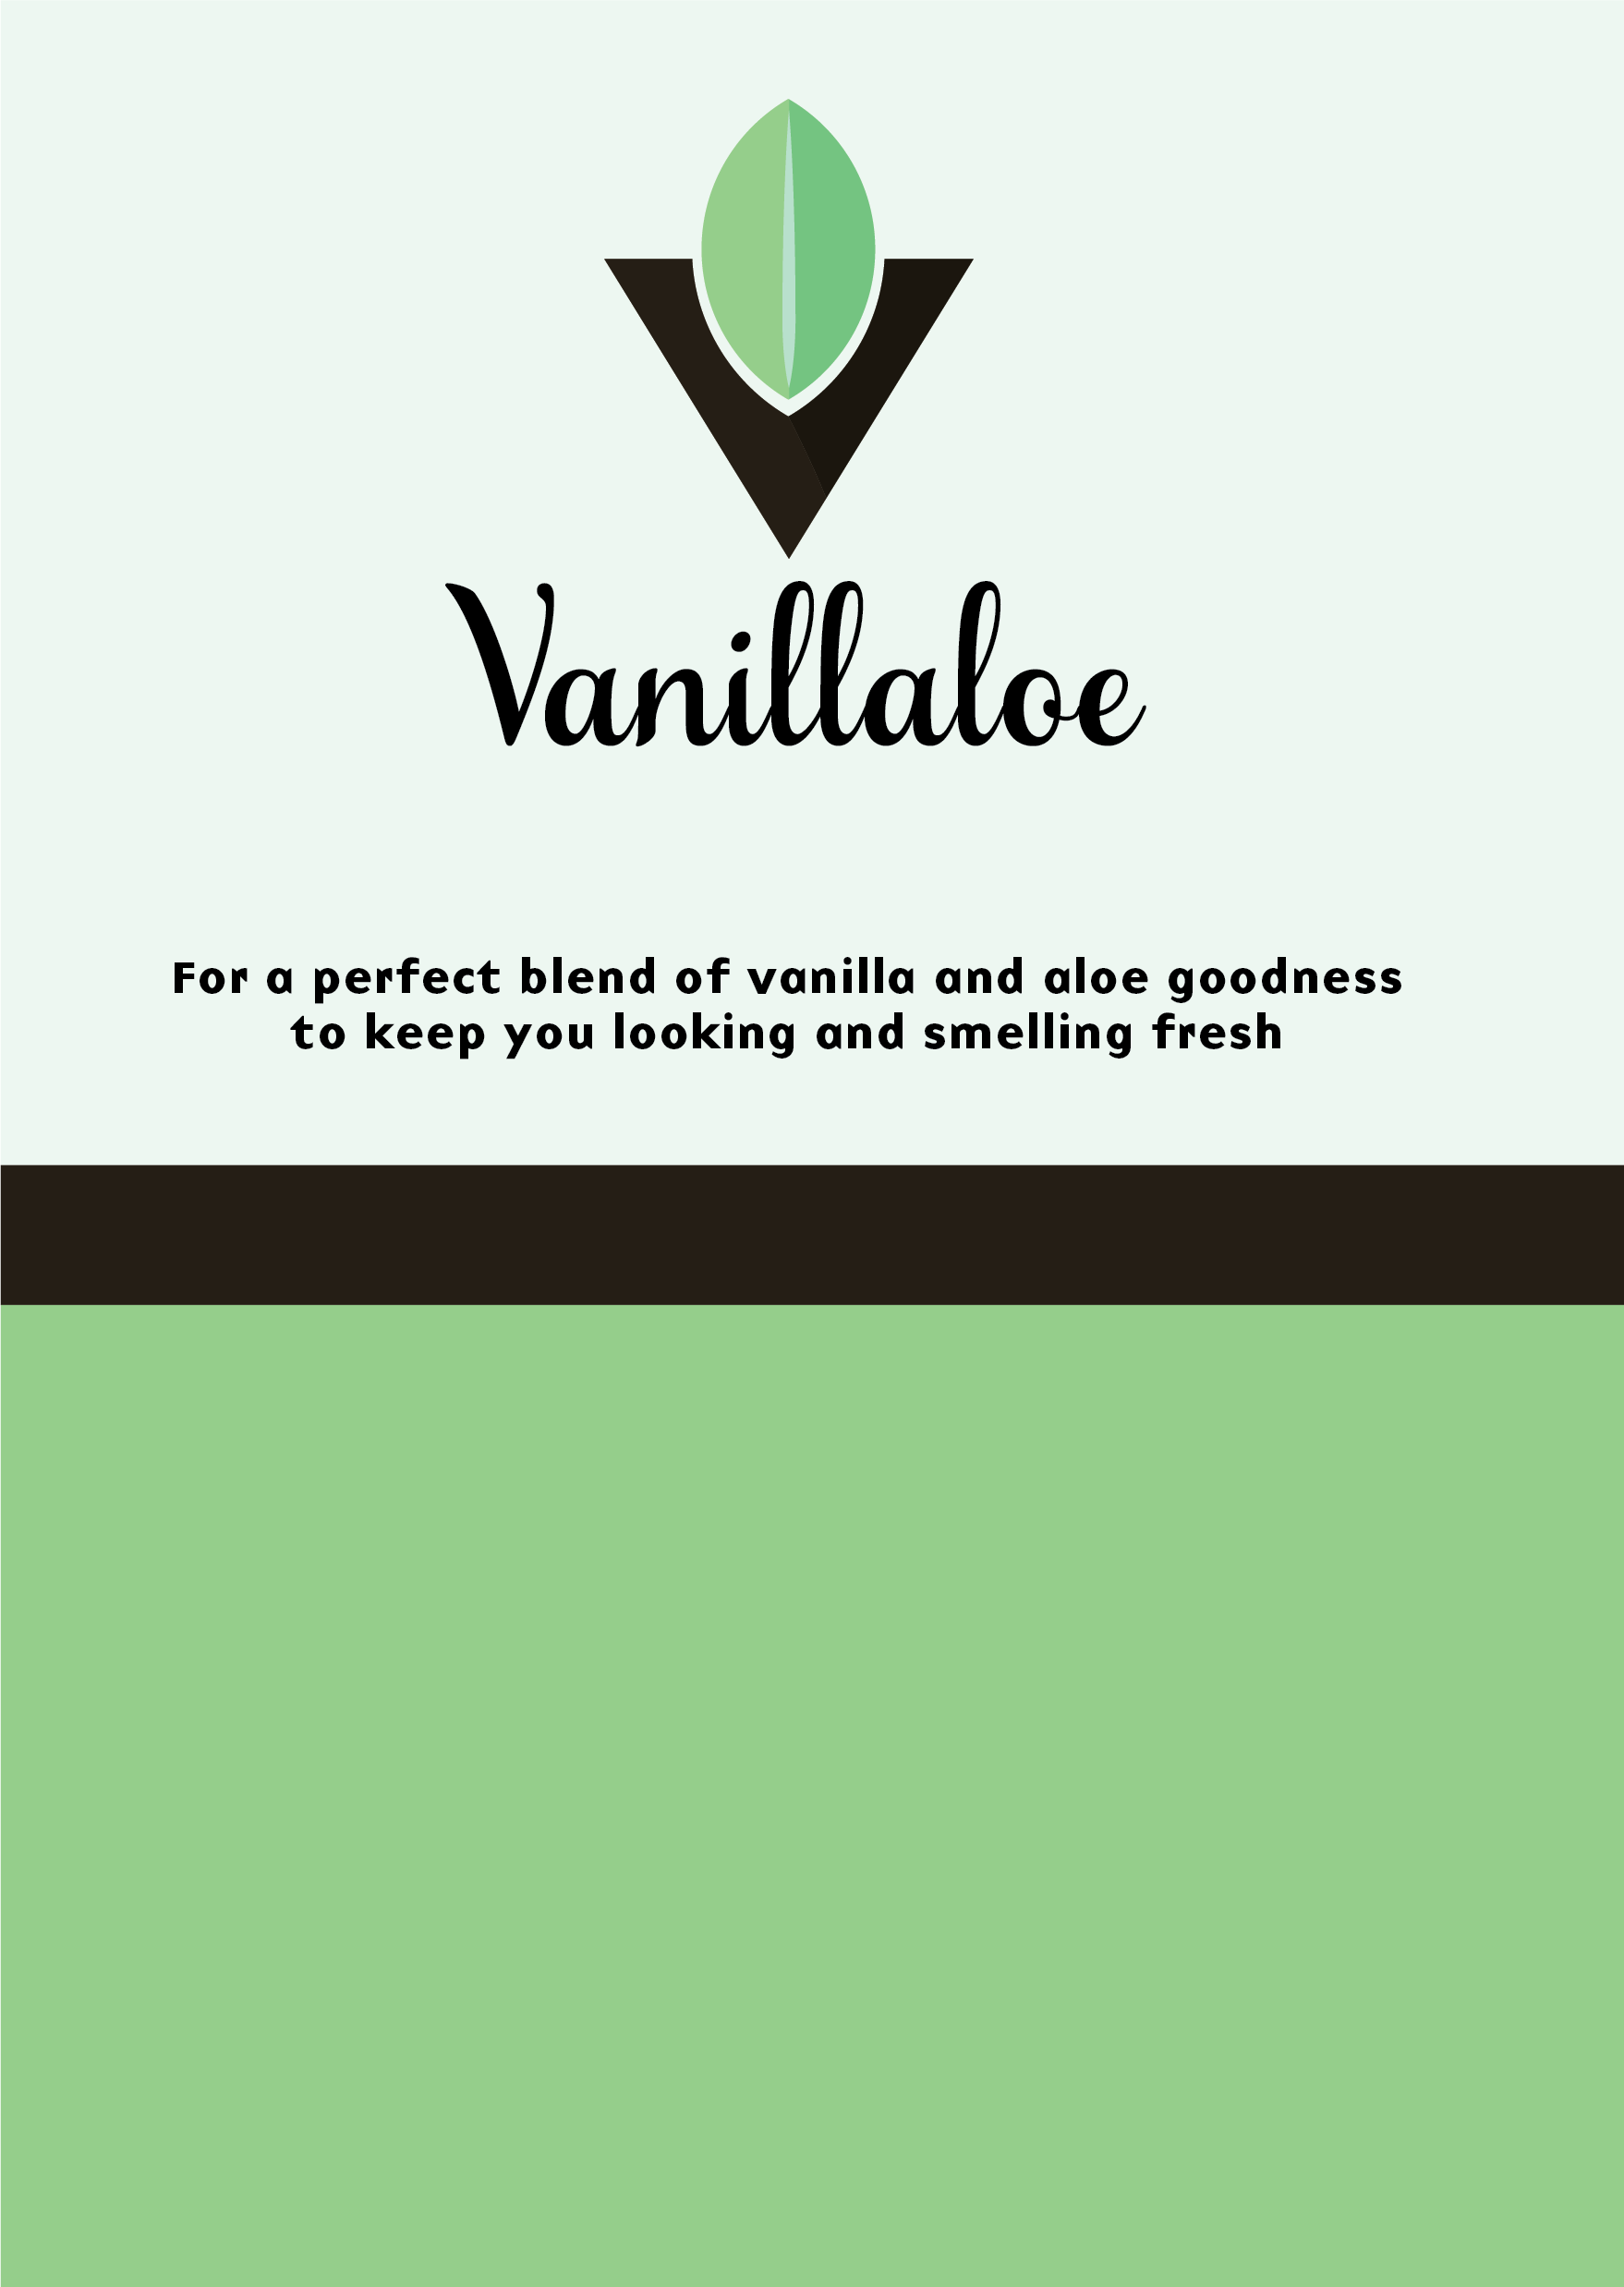 Vanillaloe
For a perfect blend of vanilla and aloe goodness
to keep you looking and smelling fresh